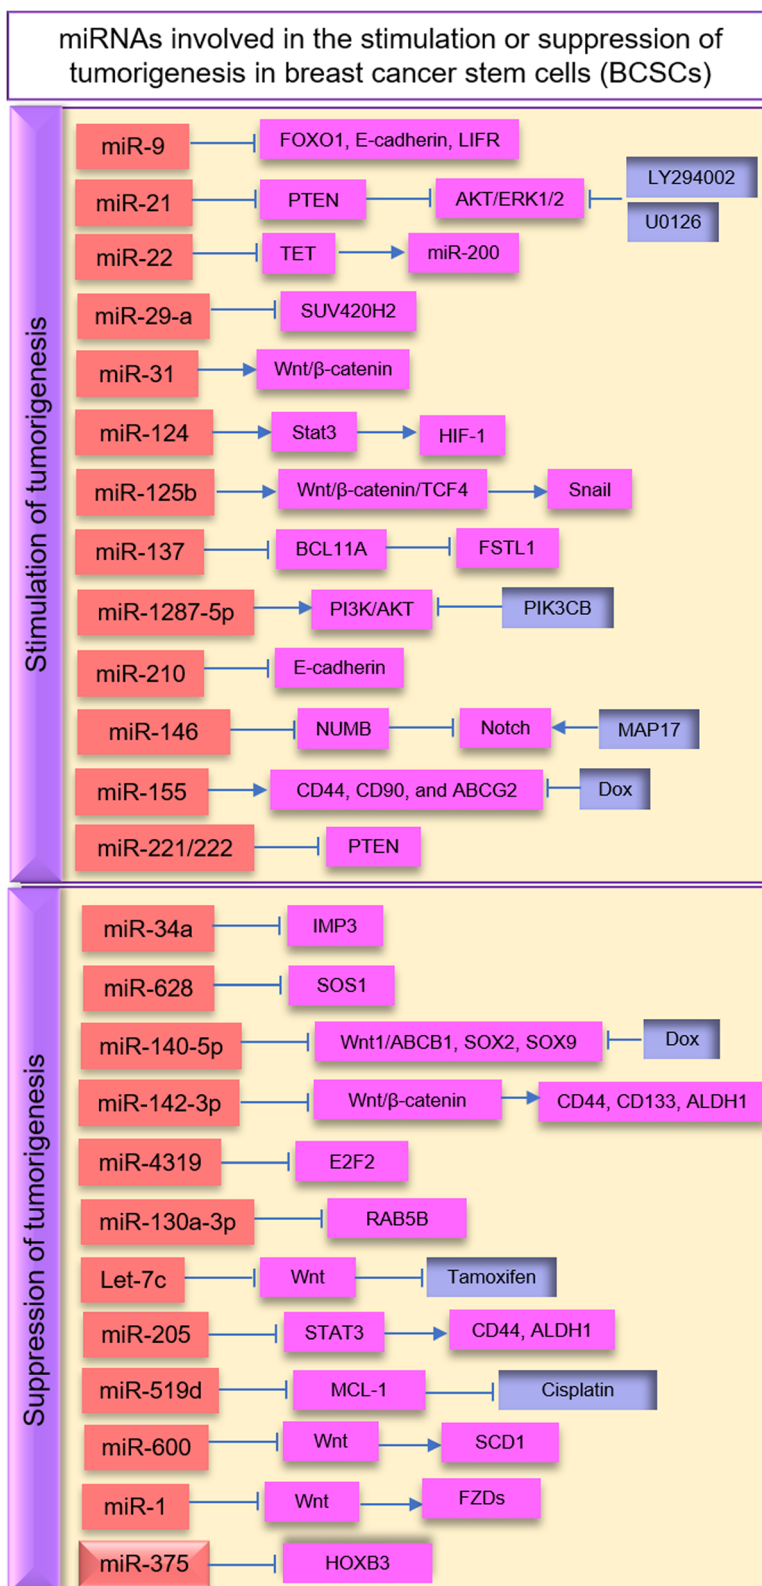 miRNAs involved in the stimulation or suppression of
tumorigenesis in breast cancer stem cells (BCSCs)
Stimulation of tumorigenesis
miR-9 FOXO1, E-cadherin, LIFR
miR-21 PTEN AKT/ERK1/2 LY294002
U0126
miR-22 TET miR-200
miR-29-a SUV420H2
miR-31 Wnt/β-catenin
miR-124 Stat3 HIF-1
miR-125b Wnt/β-catenin/TCF4 Snail
miR-137 BCL11A FSTL1
miR-1287-5p PI3K/AKT PIK3CB
miR-210 E-cadherin
miR-146 NUMB Notch MAP17
miR-155 CD44, CD90, and ABCG2 Dox
miR-221/222 PTEN
Suppression of tumorigenesis
miR-34a IMP3
miR-628 SOS1
miR-140-5p Wnt1/ABCB1, SOX2, SOX9 Dox
miR-142-3p Wnt/β-catenin CD44, CD133, ALDH1
miR-4319 E2F2
miR-130a-3p RAB5B
Let-7c Wnt Tamoxifen
miR-205 STAT3 CD44, ALDH1
miR-519d MCL-1 Cisplatin
miR-600 Wnt SCD1
miR-1 Wnt FZDs
miR-375 HOXB3